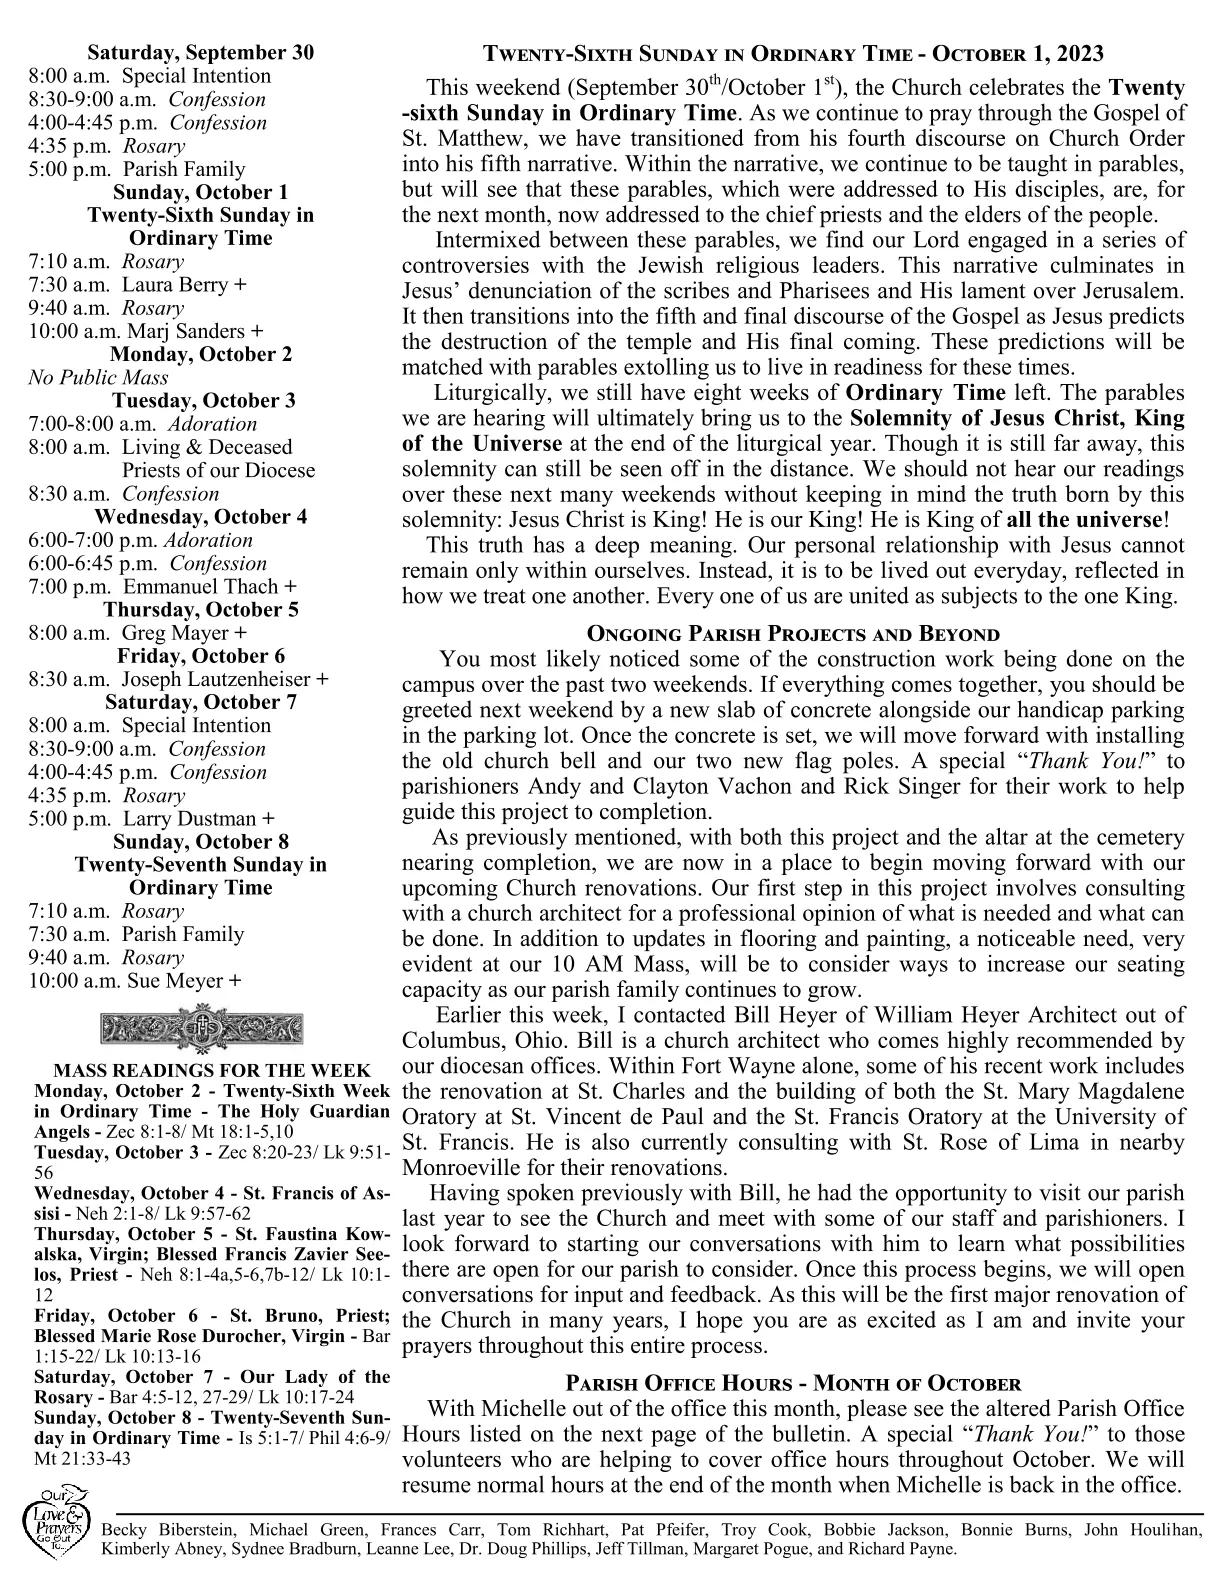 Saturday, September 30
8:00 a.m. Special Intention
8:30-9:00 a.m. Confession
4:00-4:45 p.m. Confession
4:35 p.m. Rosary
5:00 p.m. Parish Family
Sunday, October 1
Twenty-Sixth Sunday in
Ordinary Time
7:10 a.m. Rosary
7:30 a.m. Laura Berry +
9:40 a.m. Rosary
10:00 a.m. Marj Sanders +
Monday, October 2
No Public Mass
Tuesday, October 3
7:00-8:00 a.m. Adoration
8:00 a.m. Living & Deceased
Priests of our Diocese
8:30 a.m. Confession
Wednesday, October 4
6:00-7:00 p.m. Adoration
6:00-6:45 p.m. Confession
7:00 p.m. Emmanuel Thach +
Thursday, October 5
8:00 a.m. Greg Mayer +
Friday, October 6
8:30 a.m. Joseph Lautzenheiser +
Saturday, October 7
8:00 a.m. Special Intention
8:30-9:00 a.m. Confession
4:00-4:45 p.m. Confession
4:35 p.m. Rosary
5:00 p.m. Larry Dustman +
Sunday, October 8
Twenty-Seventh Sunday in
Ordinary Time
7:10 a.m. Rosary
7:30 a.m. Parish Family
9:40 a.m. Rosary
10:00 a.m. Sue Meyer +
MASS READINGS FOR THE WEEK
Monday, October 2 - Twenty-Sixth Week
in Ordinary Time - The Holy Guardian
Angels - Zec 8:1-8/ Mt 18:1-5,10
Tuesday, October 3 - Zec 8:20-23/ Lk 9:51-
56
Wednesday, October 4 - St. Francis of As-
sisi - Neh 2:1-8/ Lk 9:57-62
Thursday, October 5 - St. Faustina Kow-
alska, Virgin; Blessed Francis Zavier See-
los, Priest - Neh 8:1-4a,5-6,7b-12/ Lk 10:1-
12
Friday, October 6 - St. Bruno, Priest;
Blessed Marie Rose Durocher, Virgin - Bar
1:15-22/ Lk 10:13-16
Saturday, October 7 - Our Lady of the
Rosary - Bar 4:5-12, 27-29/ Lk 10:17-24
Sunday, October 8 - Twenty-Seventh Sun-
day in Ordinary Time - Is 5:1-7/ Phil 4:6-9/
Mt 21:33-43
TWENTY-SIXTH SUNDAY IN ORDINARY TIME - OCTOBER 1, 2023
This weekend (September 30th/October 1st), the Church celebrates the Twenty
-sixth Sunday in Ordinary Time. As we continue to pray through the Gospel of
St. Matthew, we have transitioned from his fourth discourse on Church Order
into his fifth narrative. Within the narrative, we continue to be taught in parables,
but will see that these parables, which were addressed to His disciples, are, for
the next month, now addressed to the chief priests and the elders of the people.
Intermixed between these parables, we find our Lord engaged in a series of
controversies with the Jewish religious leaders. This narrative culminates in
Jesus’ denunciation of the scribes and Pharisees and His lament over Jerusalem.
It then transitions into the fifth and final discourse of the Gospel as Jesus predicts
the destruction of the temple and His final coming. These predictions will be
matched with parables extolling us to live in readiness for these times.
Liturgically, we still have eight weeks of Ordinary Time left. The parables
we are hearing will ultimately bring us to the Solemnity of Jesus Christ, King
of the Universe at the end of the liturgical year. Though it is still far away, this
solemnity can still be seen off in the distance. We should not hear our readings
over these next many weekends without keeping in mind the truth born by this
solemnity: Jesus Christ is King! He is our King! He is King of all the universe!
This truth has a deep meaning. Our personal relationship with Jesus cannot
remain only within ourselves. Instead, it is to be lived out everyday, reflected in
how we treat one another. Every one of us are united as subjects to the one King.
ONGOING PARISH PROJECTS AND BEYOND
You most likely noticed some of the construction work being done on the
campus over the past two weekends. If everything comes together, you should be
greeted next weekend by a new slab of concrete alongside our handicap parking
in the parking lot. Once the concrete is set, we will move forward with installing
the old church bell and our two new flag poles. A special “Thank You!” to
parishioners Andy and Clayton Vachon and Rick Singer for their work to help
guide this project to completion.
As previously mentioned, with both this project and the altar at the cemetery
nearing completion, we are now in a place to begin moving forward with our
upcoming Church renovations. Our first step in this project involves consulting
with a church architect for a professional opinion of what is needed and what can
be done. In addition to updates in flooring and painting, a noticeable need, very
evident at our 10 AM Mass, will be to consider ways to increase our seating
capacity as our parish family continues to grow.
Earlier this week, I contacted Bill Heyer of William Heyer Architect out of
Columbus, Ohio. Bill is a church architect who comes highly recommended by
our diocesan offices. Within Fort Wayne alone, some of his recent work includes
the renovation at St. Charles and the building of both the St. Mary Magdalene
Oratory at St. Vincent de Paul and the St. Francis Oratory at the University of
St. Francis. He is also currently consulting with St. Rose of Lima in nearby
Monroeville for their renovations.
Having spoken previously with Bill, he had the opportunity to visit our parish
last year to see the Church and meet with some of our staff and parishioners. I
look forward to starting our conversations with him to learn what possibilities
there are open for our parish to consider. Once this process begins, we will open
conversations for input and feedback. As this will be the first major renovation of
the Church in many years, I hope you are as excited as I am and invite your
prayers throughout this entire process.
PARISH OFFICE HOURS - MONTH OF OCTOBER
With Michelle out of the office this month, please see the altered Parish Office
Hours listed on the next page of the bulletin. A special “Thank You!” to those
volunteers who are helping to cover office hours throughout October. We will
resume normal hours at the end of the month when Michelle is back in the office.
Our
Love &
Prayers
Go Out
To...
Becky Biberstein, Michael Green, Frances Carr, Tom Richhart, Pat Pfeifer, Troy Cook, Bobbie Jackson, Bonnie Burns, John Houlihan,
Kimberly Abney, Sydnee Bradburn, Leanne Lee, Dr. Doug Phillips, Jeff Tillman, Margaret Pogue, and Richard Payne.